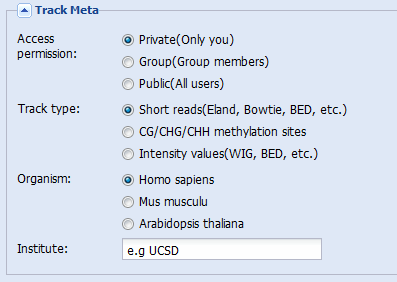 Track Meta
Access permission: Private(Only you)
Group(Group members)
Public(All users)
Track type: Short reads(Eland, Bowtie, BED, etc.)
CG/CHG/CHH methylation sites
Intensity values(WIG, BED, etc.)
Organism: Homo sapiens
Mus musculu
Arabidopsis thaliana
Institute: e.g UCSD